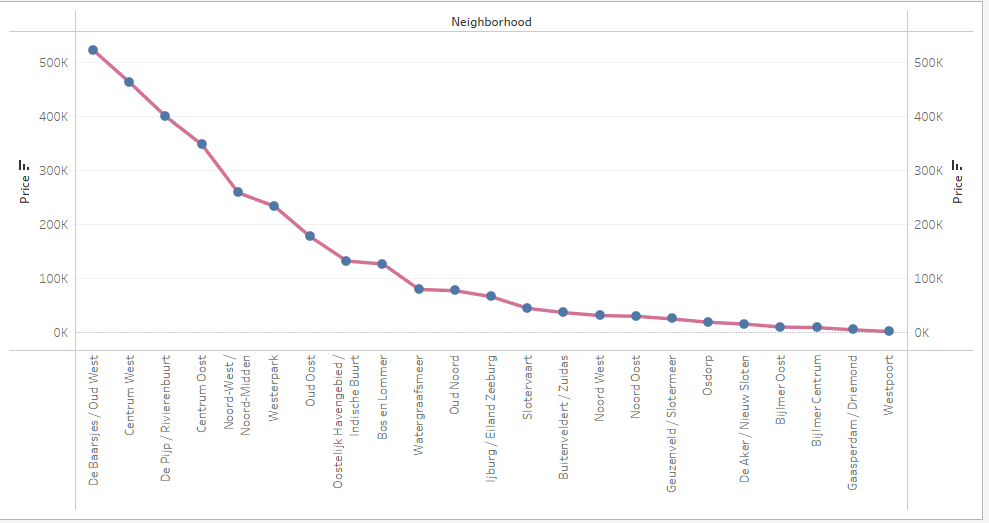 Neighborhood
500K
400K
300K
200K
100K
0K
Price
500K
400K
300K
200K
100K
0K
Price
De Baarsjes / Oud West
Centrum West
De Pijp / Rivierenbuurt
Centrum Oost
Noord-West /
Noord-Midden
Westerpark
Oud Oost
Oostelijk Havengebied /
Indische Buurt
Bos en Lommer
Watergraafsmeer
Oud Noord
Ijburg / Eiland Zeeburg
Slotervaart
Buitenveldert / Zuidas
Noord West
Noord Oost
Geuzenveld / Slotermeer
Osdorp
De Aker / Nieuw Sloten
Bijlmer Oost
Bijlmer Centrum
Gaasperdam / Driemond
Westpoort